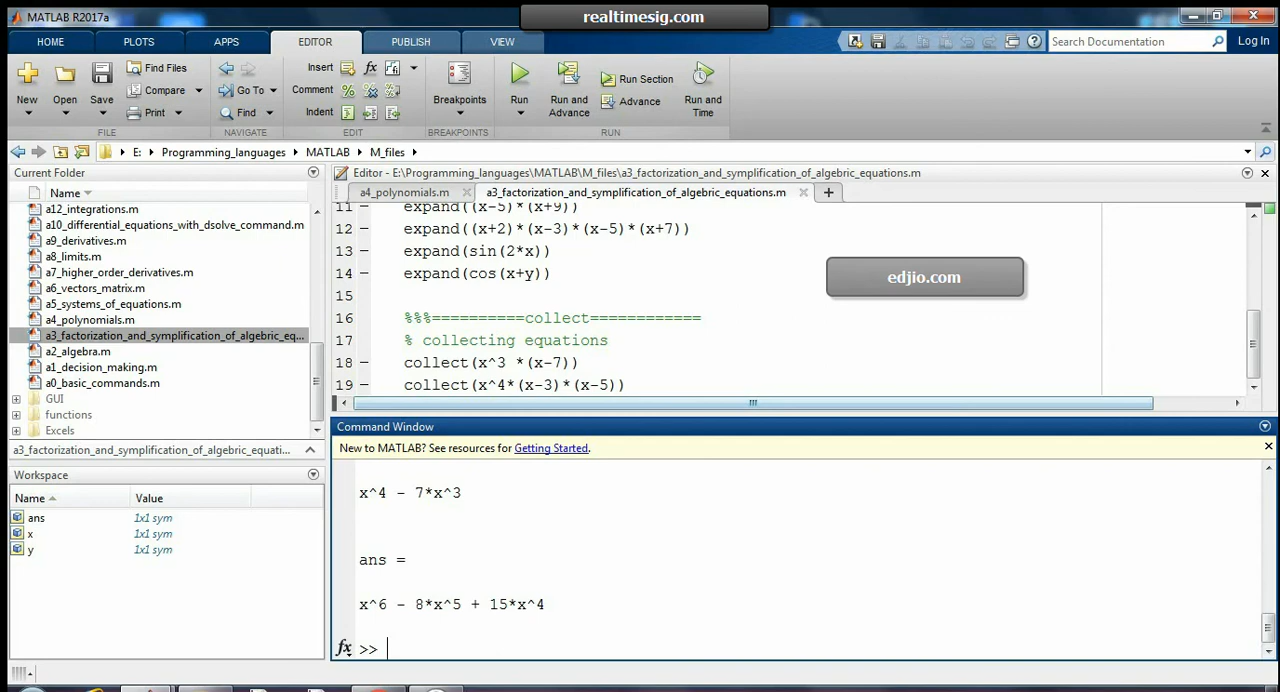 MATLAB R2017a
realtimesig.com
HOME PLOTS APPS EDITOR PUBLISH VIEW
Search Documentation Log In
New Open Save
Find Files
Compare
Print
FILE
Go To
Find
NAVIGATE
Insert
Comment
Indent
EDIT
Breakpoints
BREAKPOINTS
Run
Run and Advance
Run Section
Advance
Run and Time
RUN
E: Programming_languages MATLAB M_files
Current Folder
Name
a12_integrations.m
a10_differential_equations_with_dsolve_command.m
a9_derivatives.m
a8_limits.m
a7_higher_order_derivatives.m
a6_vectors_matrix.m
a5_systems_of_equations.m
a4_polynomials.m
a3_factorization_and_symplification_of_algebric_eq...
a2_algebra.m
a1_decision_making.m
a0_basic_commands.m
GUI
functions
Excels
a3_factorization_and_symplification_of_algebric_equati...
Workspace
Name Value
ans 1x1 sym
x 1x1 sym
y 1x1 sym
Editor - E:\Programming_languages\MATLAB\M_files\a3_factorization_and_symplification_of_algebric_equations.m
a4_polynomials.m a3_factorization_and_symplification_of_algebric_equations.m
11 - expand((x-5)*(x+9))
12 - expand((x+2)*(x-3)*(x-5)*(x+7))
13 - expand(sin(2*x))
14 - expand(cos(x+y))
15
16 %%%==========collect============
17 % collecting equations
18 - collect(x^3 *(x-7))
19 - collect(x^4*(x-3)*(x-5))
edjio.com
Command Window
New to MATLAB? See resources for Getting Started.
x^4 - 7*x^3
ans =
x^6 - 8*x^5 + 15*x^4
fx >>